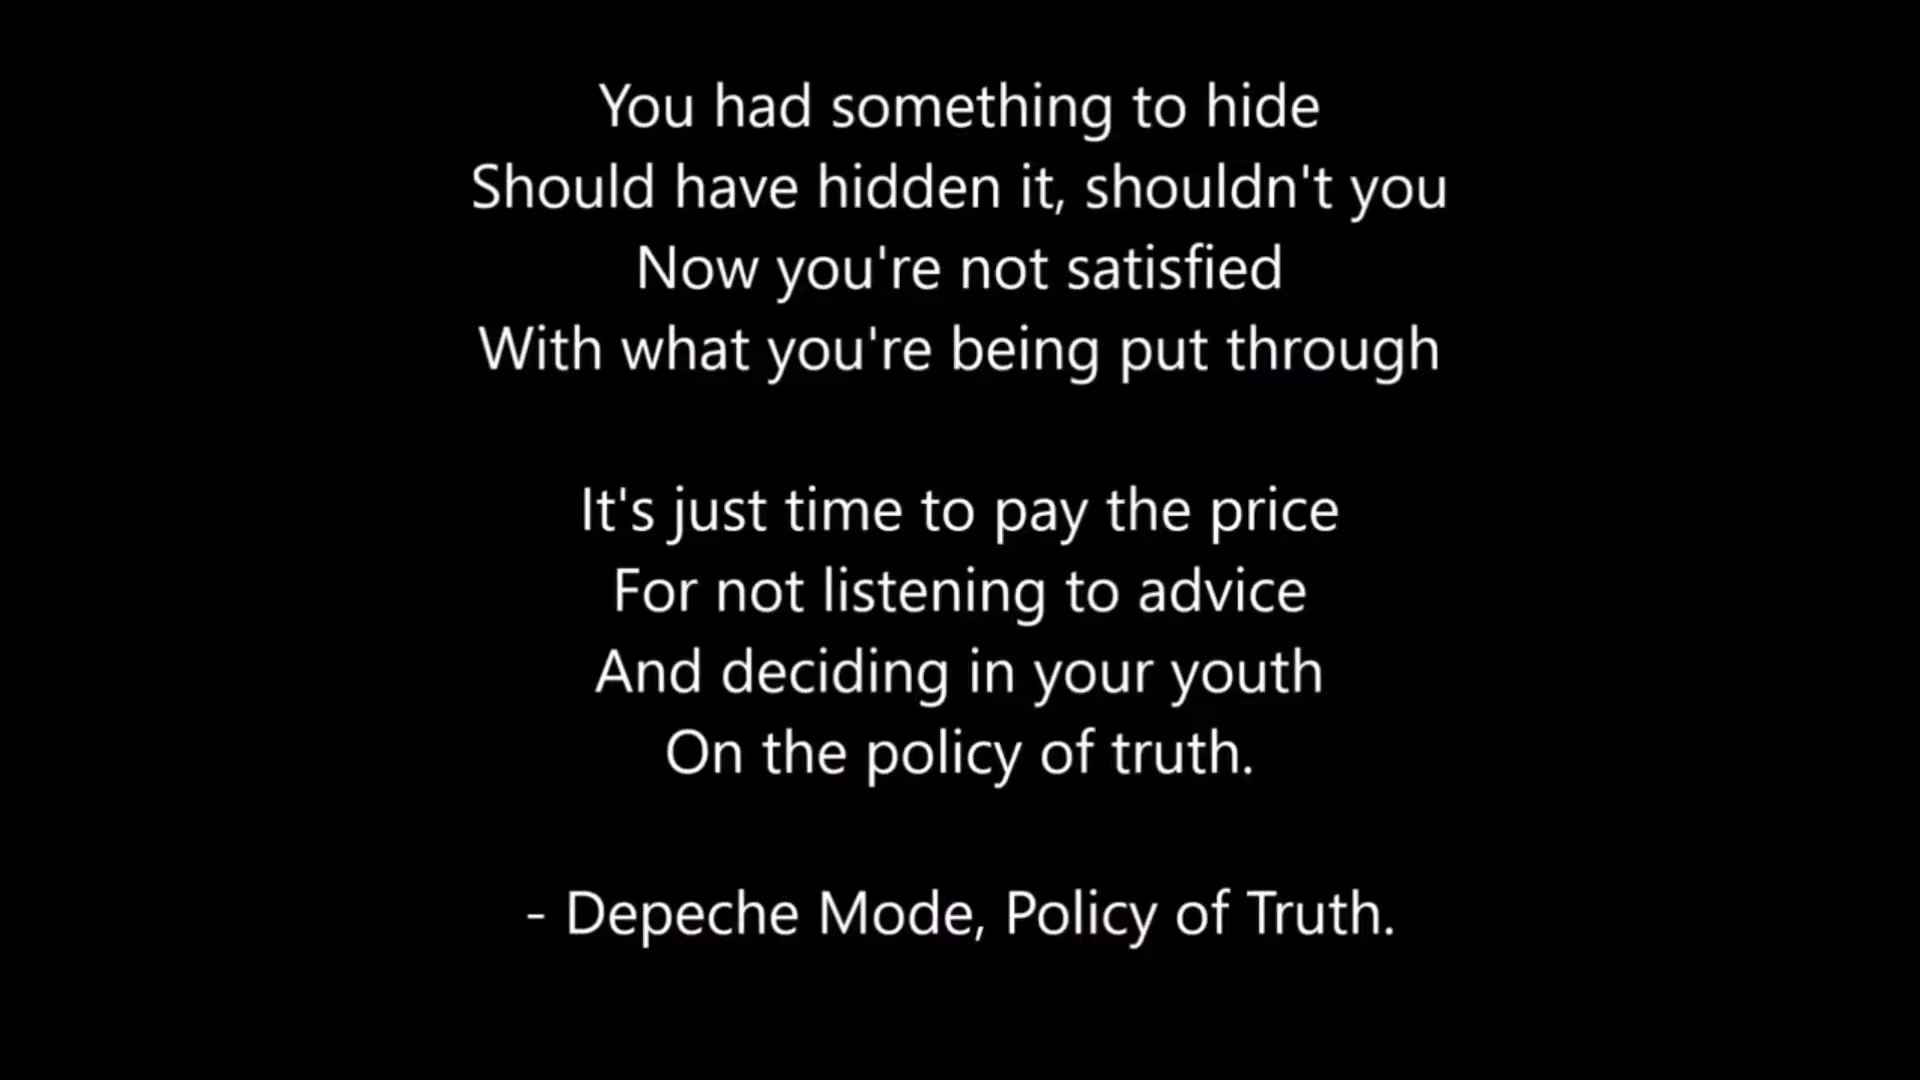 You had something to hide
Should have hidden it, shouldn't you
Now you're not satisfied
With what you're being put through
It's just time to pay the price
For not listening to advice
And deciding in your youth
On the policy of truth.
- Depeche Mode, Policy of Truth.